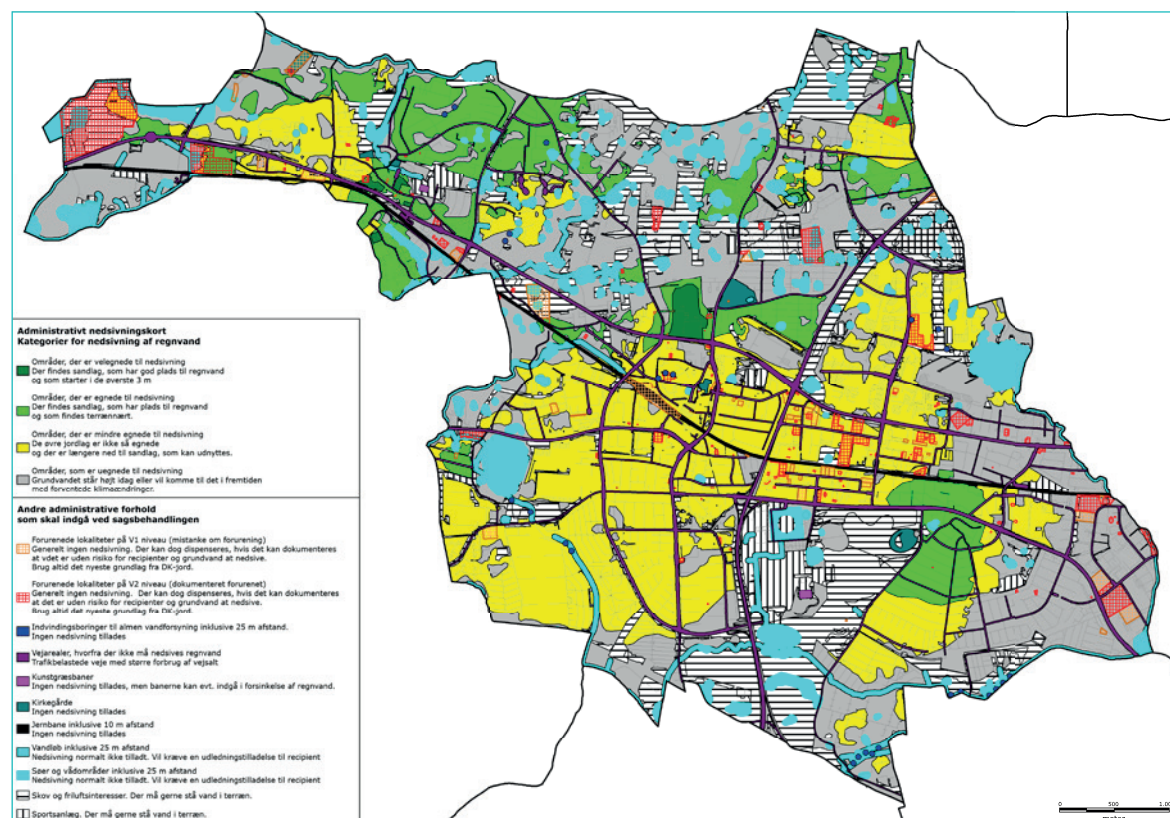 Administrativt nedsivningskort
Kategorier for nedsivning af regnvand
Områder, der er velegnede til nedsivning
Der findes sandlag, som har god plads til regnvand
og som starter i de øverste 3 m
Områder, der er egnede til nedsivning
Der findes sandlag, som har plads til regnvand
og som findes terrænnært.
Områder, der er mindre egnede til nedsivning
De øvre jordlag er ikke så egnede
og der er længere ned til sandlag, som kan udnyttes.
Områder, som er uegnede til nedsivning
Grundvandet står højt idag eller vil komme til det i fremtiden
med forventede klimaændringer.
Andre administrative forhold
som skal indgå ved sagsbehandlingen
Forurenede lokaliteter på V1 niveau (mistanke om forurening)
Generelt ingen nedsivning. Der kan dog dispenseres, hvis det kan dokumenteres
at vdet er uden risiko for recipienter og grundvand at nedsive.
Brug altid det nyeste grundlag fra DK-jord.
Forurenede lokaliteter på V2 niveau (dokumenteret forurenet)
Generelt ingen nedsivning. Der kan dog dispenseres, hvis det kan dokumenteres
at det er uden risiko for recipienter og grundvand at nedsive.
Brug altid det nyeste grundlag fra DK-jord.
Indvindingsboringer til almen vandforsyning inklusive 25 m afstand.
Ingen nedsivning tillades
Vejarealer, hvorfra der ikke må nedsives regnvand
Trafikbelastede veje med større forbrug af vejsalt
Kunstgræsbaner
Ingen nedsivning tillades, men banerne kan evt. indgå i forsinkelse af regnvand.
Kirkegårde
Ingen nedsivning tillades
Jernbane inklusive 10 m afstand
Ingen nedsivning tillades
Vandløb inklusive 25 m afstand
Nedsivning normalt ikke tilladt. Vil kræve en udledningstilladelse til recipient
Søer og vådområder inklusive 25 m afstand
Nedsivning normalt ikke tilladt. Vil kræve en udledningstilladelse til recipient
Skov og friluftsinteresser. Der må gerne stå vand i terræn.
Sportsanlæg. Der må gerne stå vand i terræn.
0 500 1.00